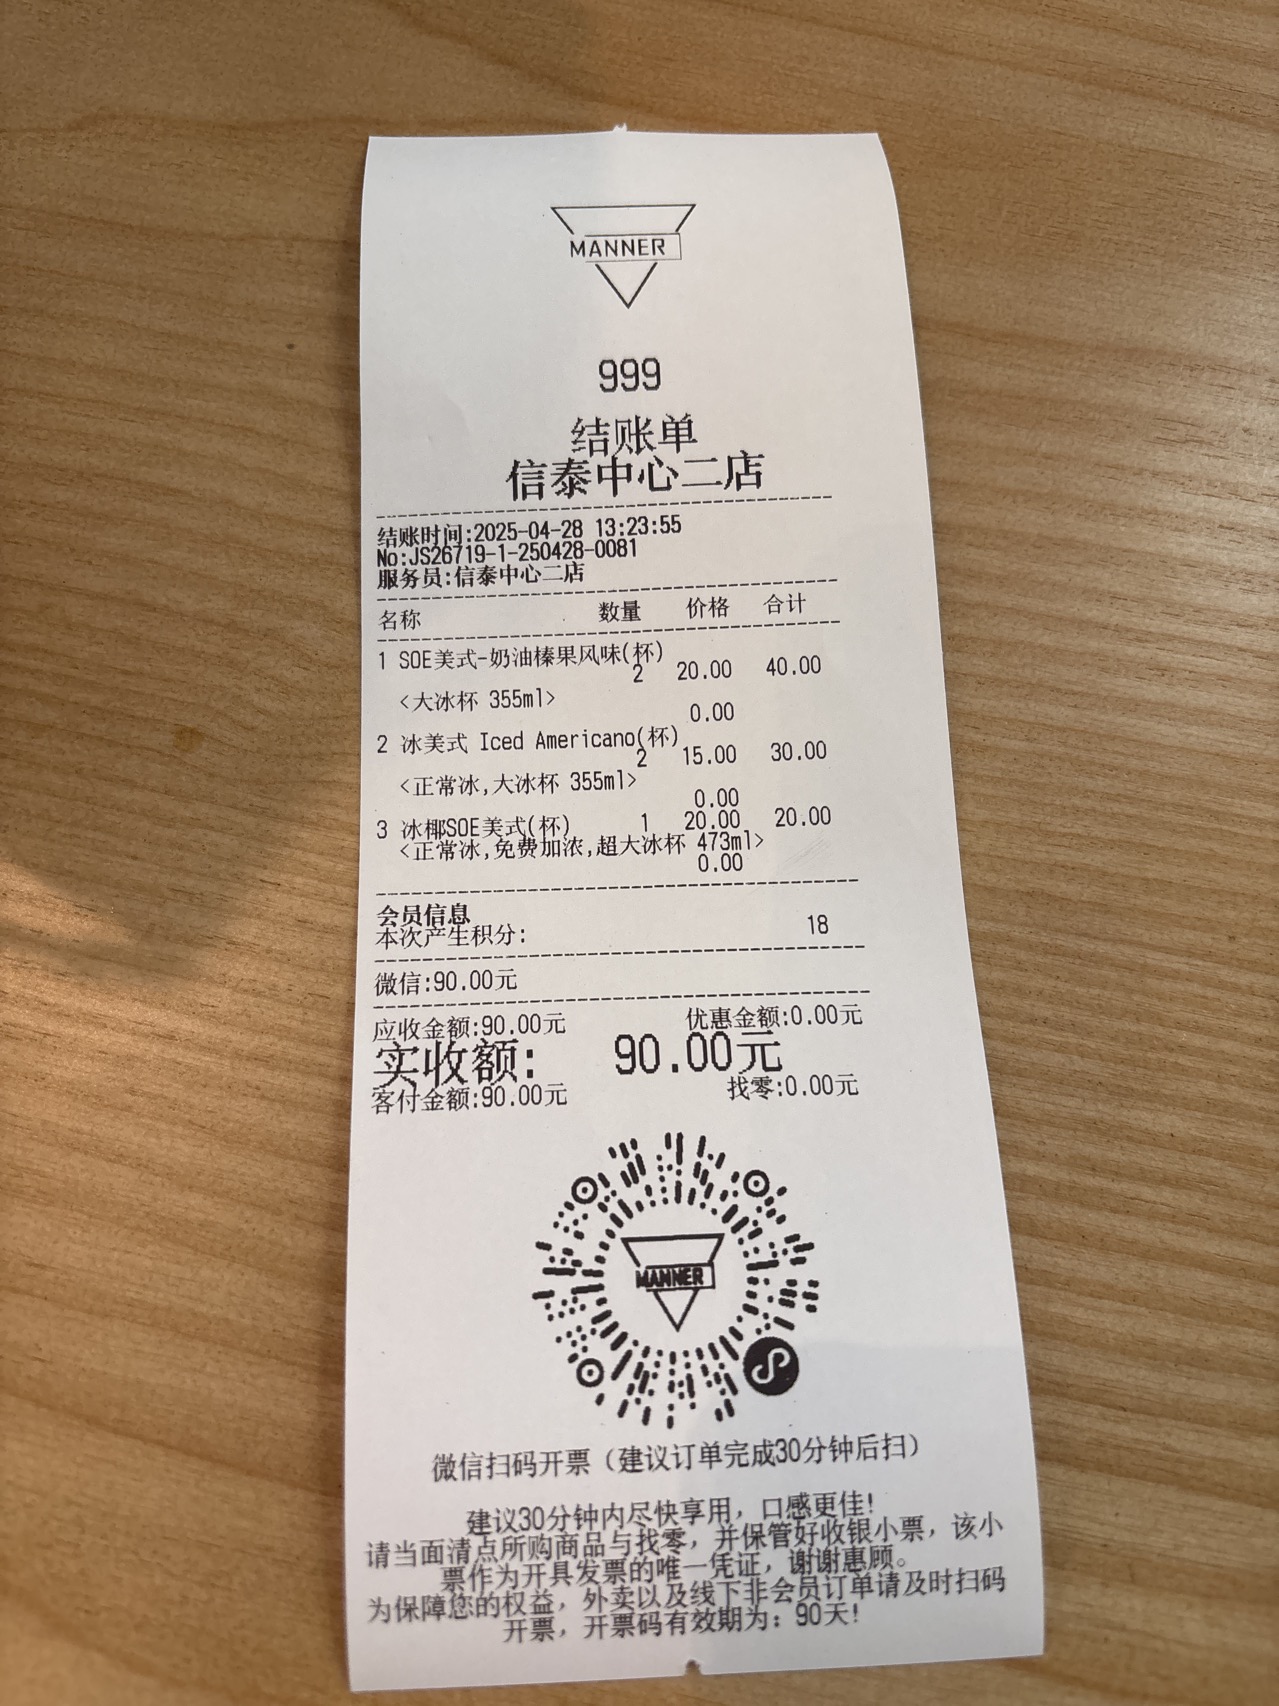 MANNER
999
结账单
信泰中心二店
结账时间:2025-04-28 13:23:55
No:JS26719-1-250428-0081
服务员:信泰中心二店
名称 数量 价格 合计
1 SOE美式-奶油榛果风味(杯)
2 20.00 40.00
<大冰杯 355ml>
0.00
2 冰美式 Iced Americano(杯)
2 15.00 30.00
<正常冰,大冰杯 355ml>
0.00
3 冰椰SOE美式(杯) 1 20.00 20.00
<正常冰,免费加浓,超大冰杯 473ml>
0.00
会员信息
本次产生积分: 18
微信:90.00元
应收金额:90.00元 优惠金额:0.00元
实收额: 90.00元
客付金额:90.00元 找零:0.00元
MANNER
微信扫码开票（建议订单完成30分钟后扫）
建议30分钟内尽快享用，口感更佳！
请当面清点所购商品与找零，并保管好收银小票，该小
票作为开具发票的唯一凭证，谢谢惠顾。
为保障您的权益，外卖以及线下非会员订单请及时扫码
开票，开票码有效期为：90天！